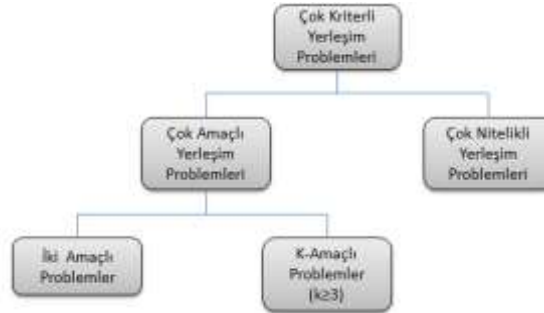 Çok Kriterli
Yerleşim
Problemleri
Çok Amaçlı
Yerleşim
Problemleri
Çok Nitelikli
Yerleşim
Problemleri
İki Amaçlı
Problemler
K-Amaçlı
Problemler
(k≥3)